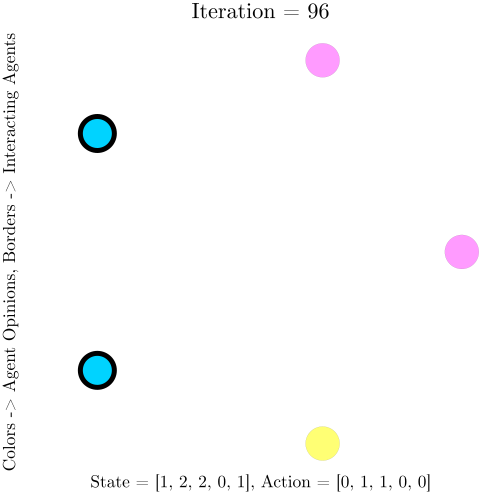 Iteration = 96
Colors -> Agent Opinions, Borders -> Interacting Agents
State = [1, 2, 2, 0, 1], Action = [0, 1, 1, 0, 0]